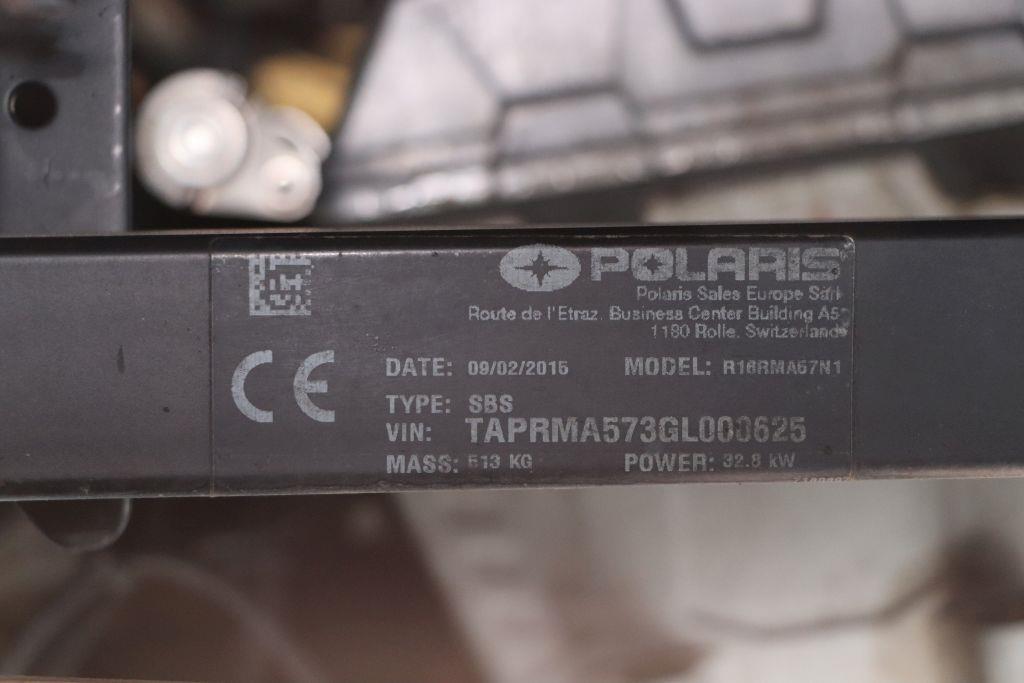 POLARIS
Polaris Sales Europe Sàrl
Route de l'Etraz, Business Center Building A5
1180 Rolle, Switzerland
CE
DATE: 09/02/2015 MODEL: R16RMA57N1
TYPE: SBS
VIN: TAPRMA573GL000625
MASS: 513 KG POWER: 32.8 kW